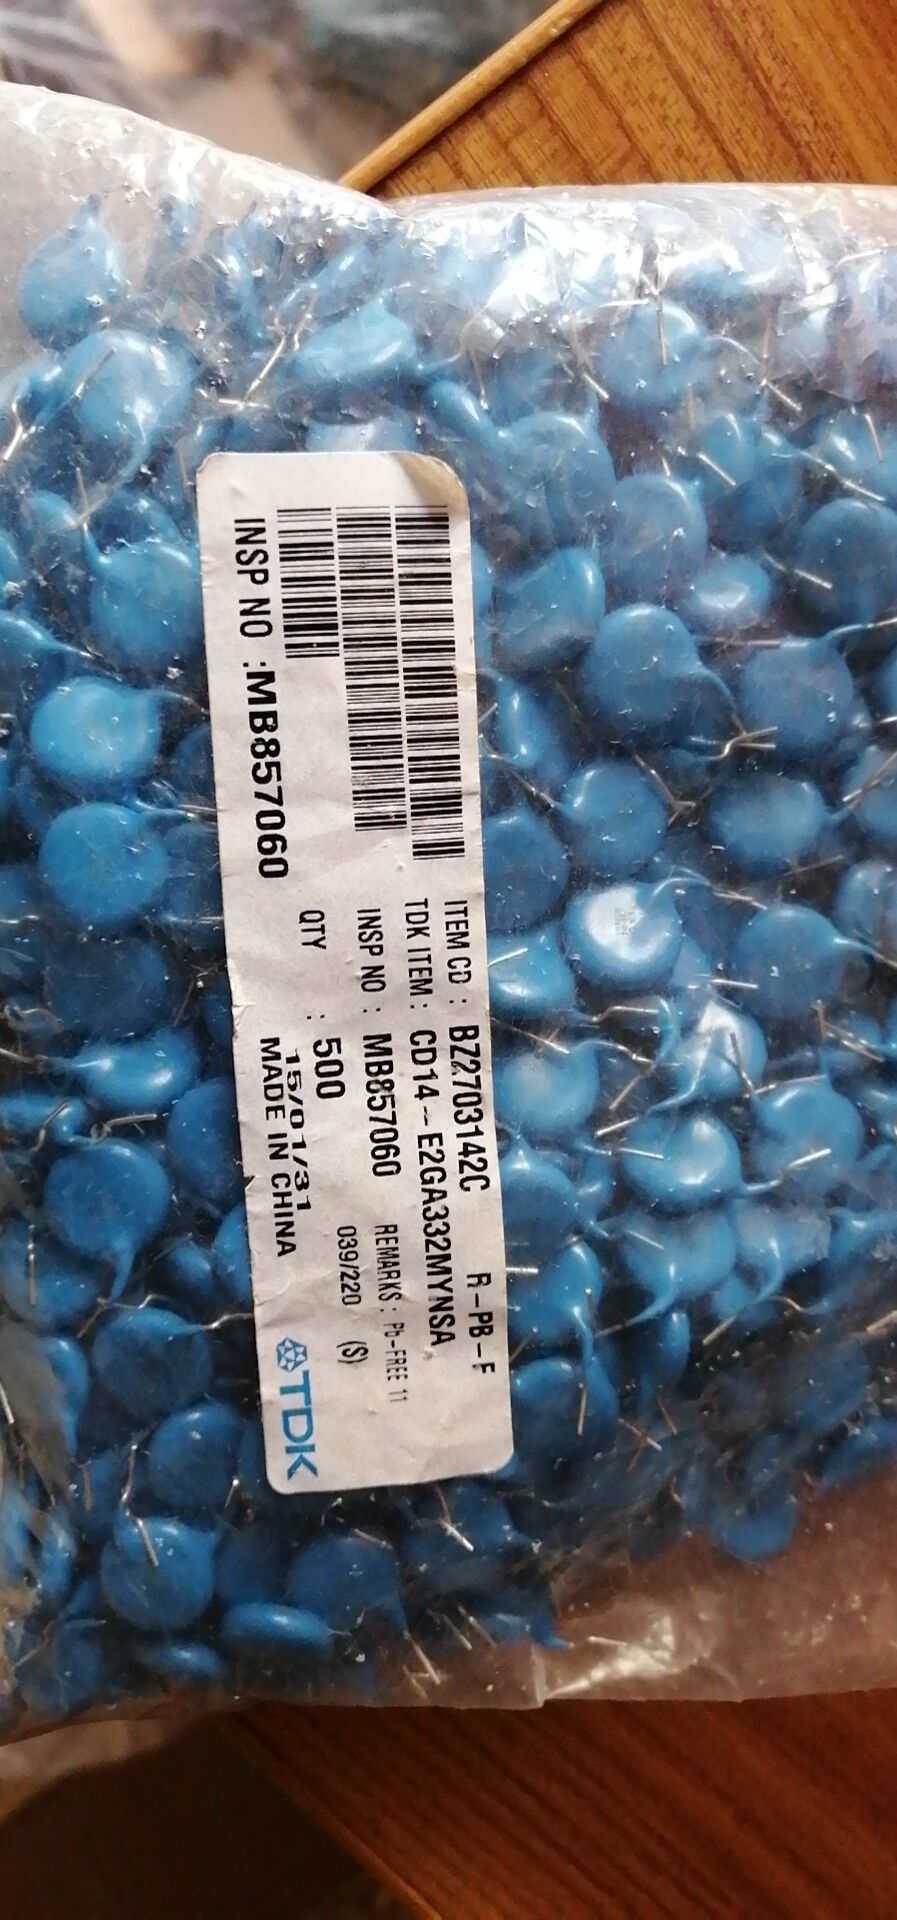 ITEM CD : BZ2703142C R-PB-F
TDK ITEM : CD14-E2GA332MYNSA
INSP NO : MB857060 REMARKS : Pb-FREE 11
QTY : 500 039/220 (S)
15/01/31
MADE IN CHINA
TDK
INSP NO :MB857060